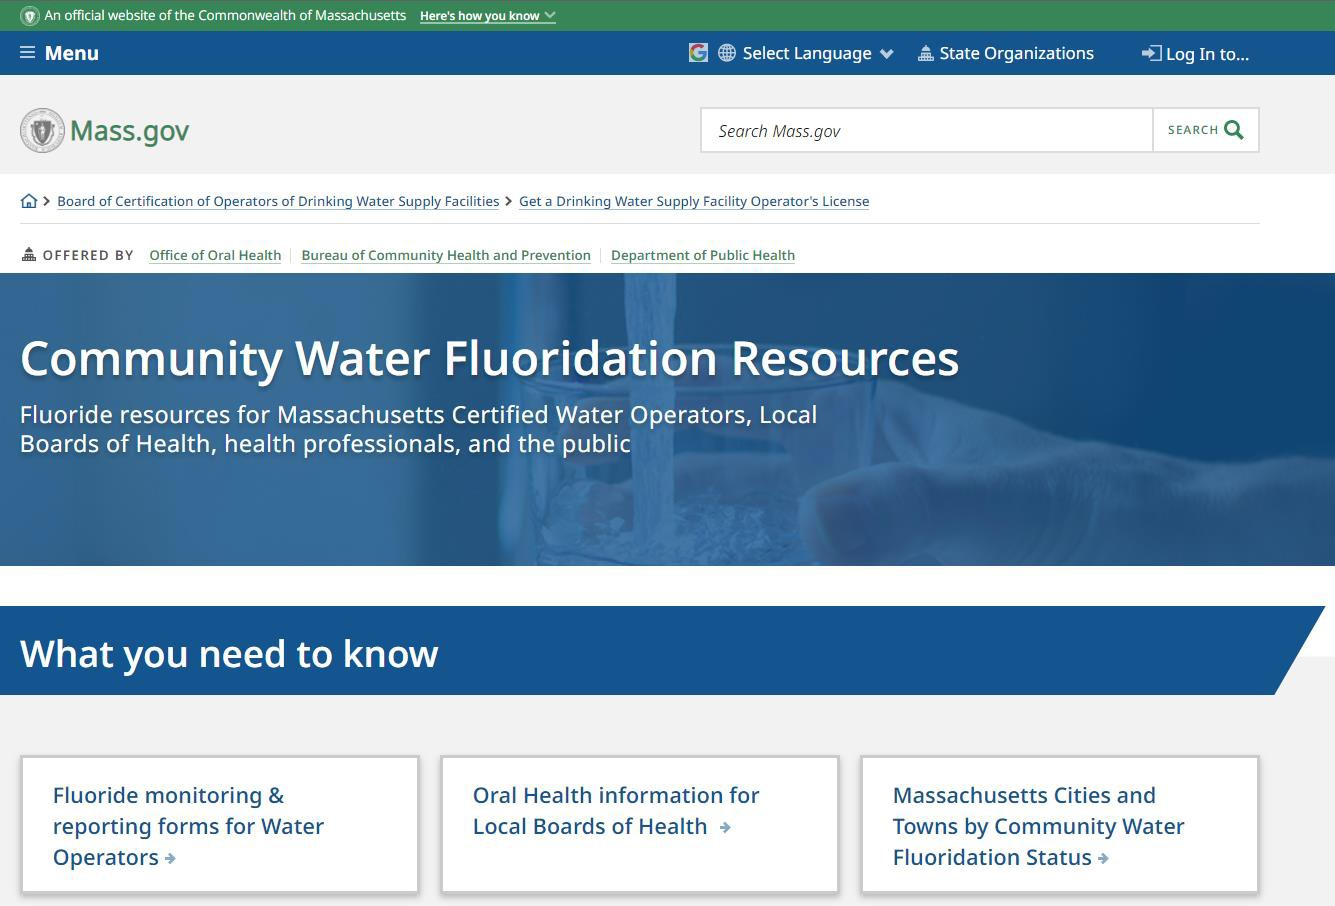 An official website of the Commonwealth of Massachusetts Here's how you know
Menu Select Language State Organizations Log In to...
Mass.gov Search Mass.gov SEARCH
Board of Certification of Operators of Drinking Water Supply Facilities Get a Drinking Water Supply Facility Operator's License
OFFERED BY Office of Oral Health Bureau of Community Health and Prevention Department of Public Health
Community Water Fluoridation Resources
Fluoride resources for Massachusetts Certified Water Operators, Local
Boards of Health, health professionals, and the public
What you need to know
Fluoride monitoring &
reporting forms for Water
Operators
Oral Health information for
Local Boards of Health
Massachusetts Cities and
Towns by Community Water
Fluoridation Status